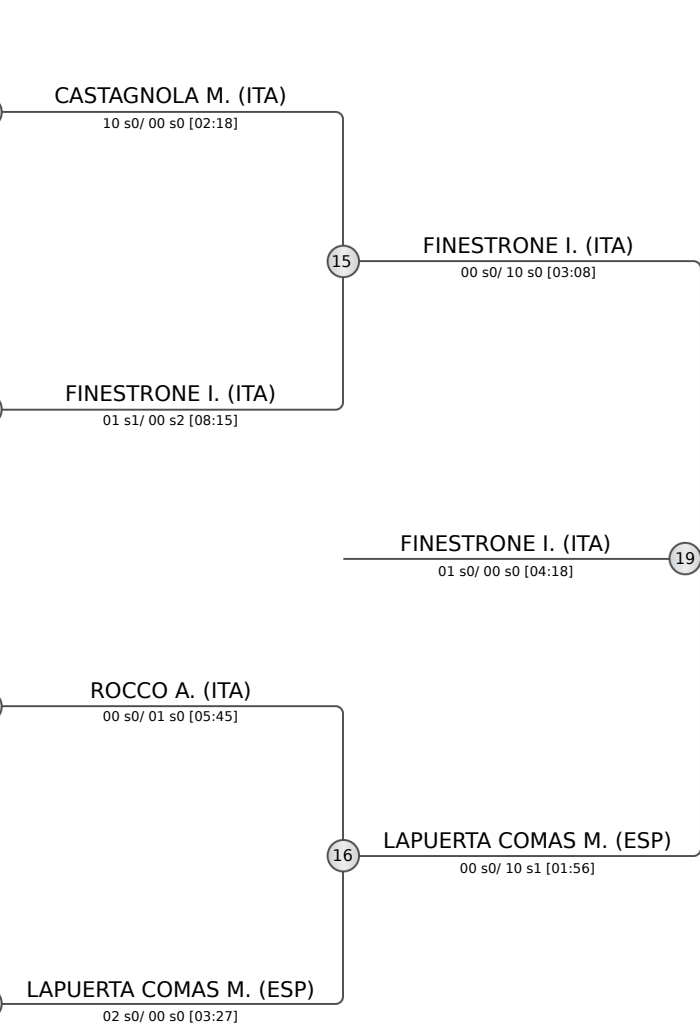 CASTAGNOLA M. (ITA)
10 s0/ 00 s0 [02:18]
FINESTRONE I. (ITA)
15
00 s0/ 10 s0 [03:08]
FINESTRONE I. (ITA)
01 s1/ 00 s2 [08:15]
FINESTRONE I. (ITA)
19
01 s0/ 00 s0 [04:18]
ROCCO A. (ITA)
00 s0/ 01 s0 [05:45]
LAPUERTA COMAS M. (ESP)
16
00 s0/ 10 s1 [01:56]
LAPUERTA COMAS M. (ESP)
02 s0/ 00 s0 [03:27]